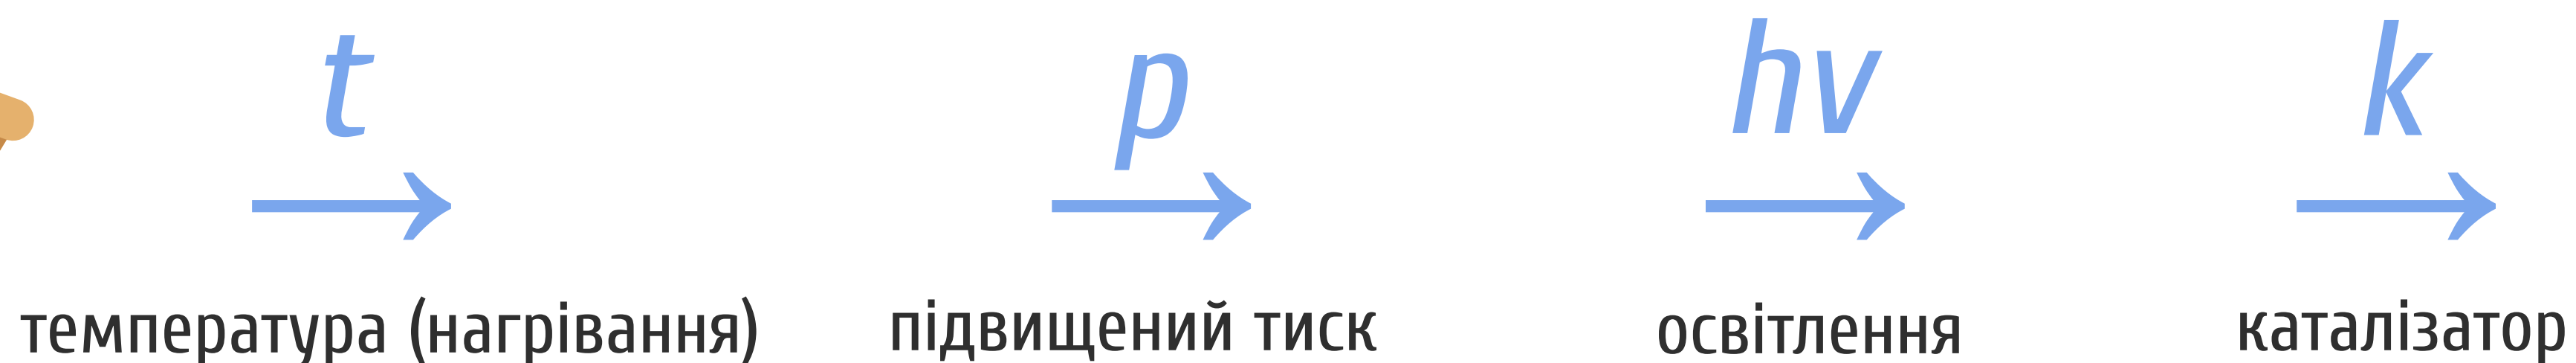 t p hv k
температура (нагрівання) підвищений тиск освітлення каталізатор